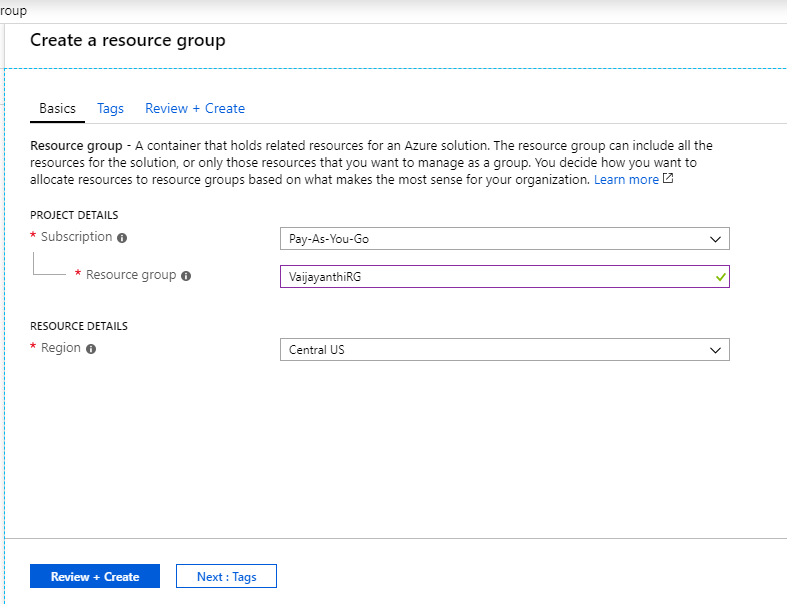 roup
Create a resource group
Basics Tags Review + Create
Resource group - A container that holds related resources for an Azure solution. The resource group can include all the
resources for the solution, or only those resources that you want to manage as a group. You decide how you want to
allocate resources to resource groups based on what makes the most sense for your organization. Learn more
PROJECT DETAILS
* Subscription Pay-As-You-Go
* Resource group VaijayanthiRG
RESOURCE DETAILS
* Region Central US
Review + Create Next : Tags